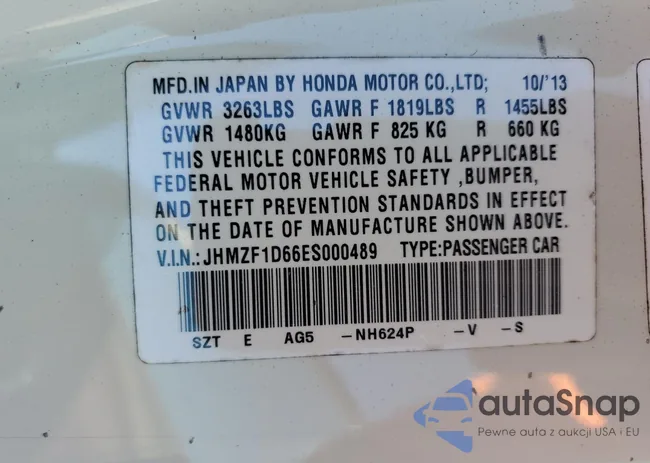 MFD.IN JAPAN BY HONDA MOTOR CO.,LTD; 10/'13
GVWR 3263LBS GAWR F 1819LBS R 1455LBS
GVWR 1480KG GAWR F 825 KG R 660 KG
THIS VEHICLE CONFORMS TO ALL APPLICABLE
FEDERAL MOTOR VEHICLE SAFETY ,BUMPER,
AND THEFT PREVENTION STANDARDS IN EFFECT
ON THE DATE OF MANUFACTURE SHOWN ABOVE.
V.I.N.:JHMZF1D66ES000489 TYPE:PASSENGER CAR
SZT E AG5 -NH624P -V -S
autaSnap
Pewne auta z aukcji USA i EU